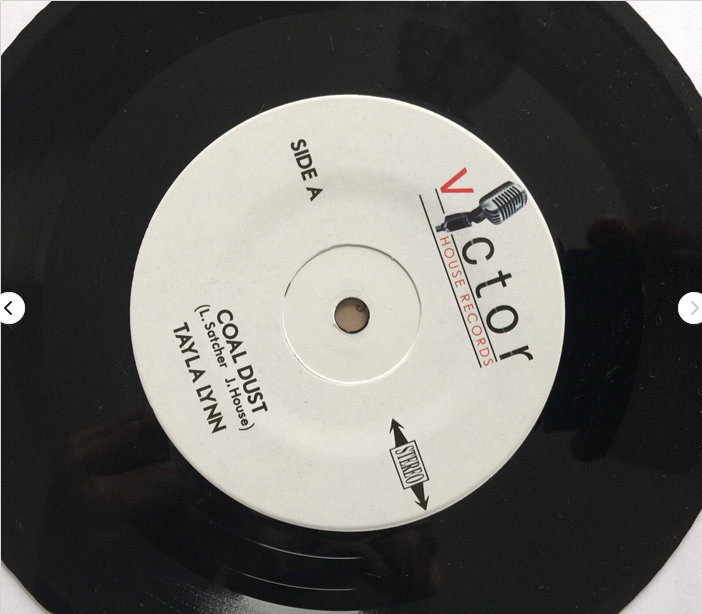 Victor
HOUSE RECORDS
SIDE A
STEREO
COAL DUST
(L. Satcher J. House)
TAYLA LYNN